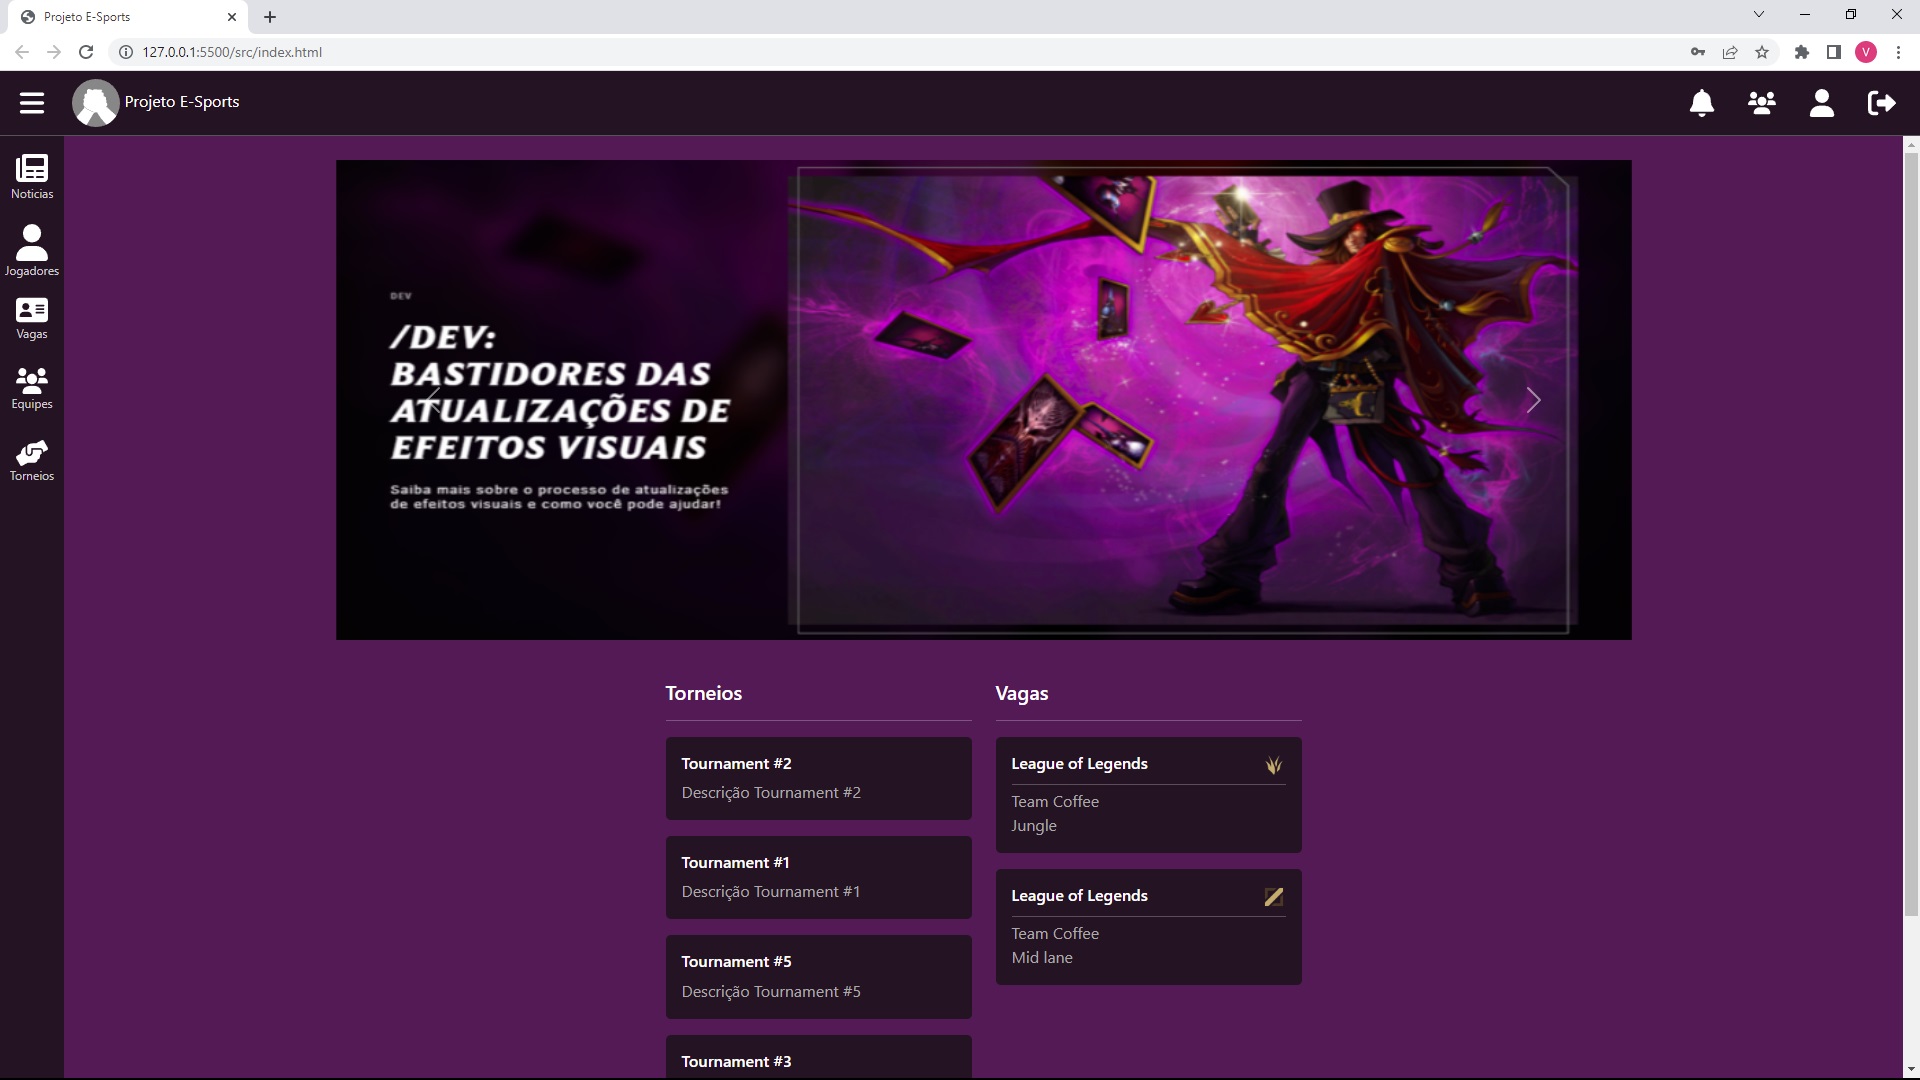 Projeto E-Sports
127.0.0.1:5500/src/index.html
V
Projeto E-Sports
Noticias
Jogadores
Vagas
Equipes
Torneios
DEV
/DEV:
BASTIDORES DAS
ATUALIZAÇÕES DE
EFEITOS VISUAIS
Saiba mais sobre o processo de atualizações
de efeitos visuais e como você pode ajudar!
Torneios
Tournament #2
Descrição Tournament #2
Tournament #1
Descrição Tournament #1
Tournament #5
Descrição Tournament #5
Tournament #3
Vagas
League of Legends
Team Coffee
Jungle
League of Legends
Team Coffee
Mid lane